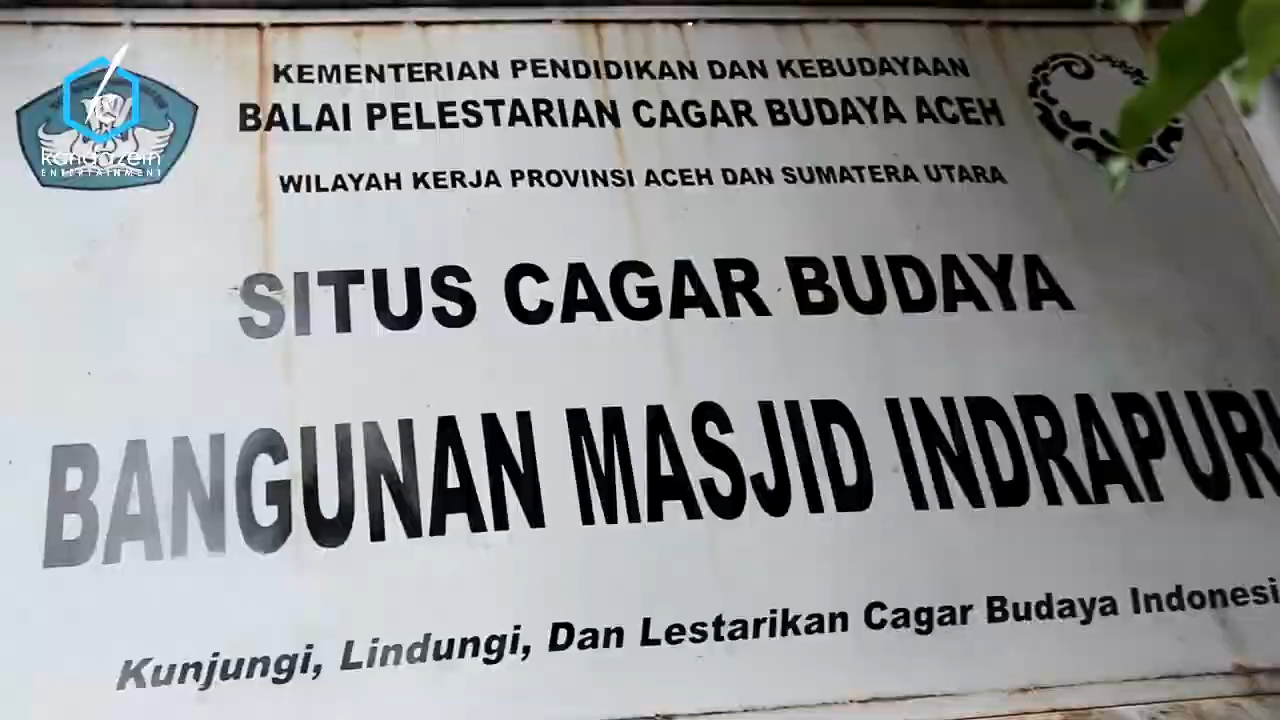 KEMENTERIAN PENDIDIKAN DAN KEBUDAYAAN
BALAI PELESTARIAN CAGAR BUDAYA ACEH
WILAYAH KERJA PROVINSI ACEH DAN SUMATERA UTARA
SITUS CAGAR BUDAYA
BANGUNAN MASJID INDRAPURI
Kunjungi, Lindungi, Dan Lestarikan Cagar Budaya Indonesi
ENTERTAINMENT